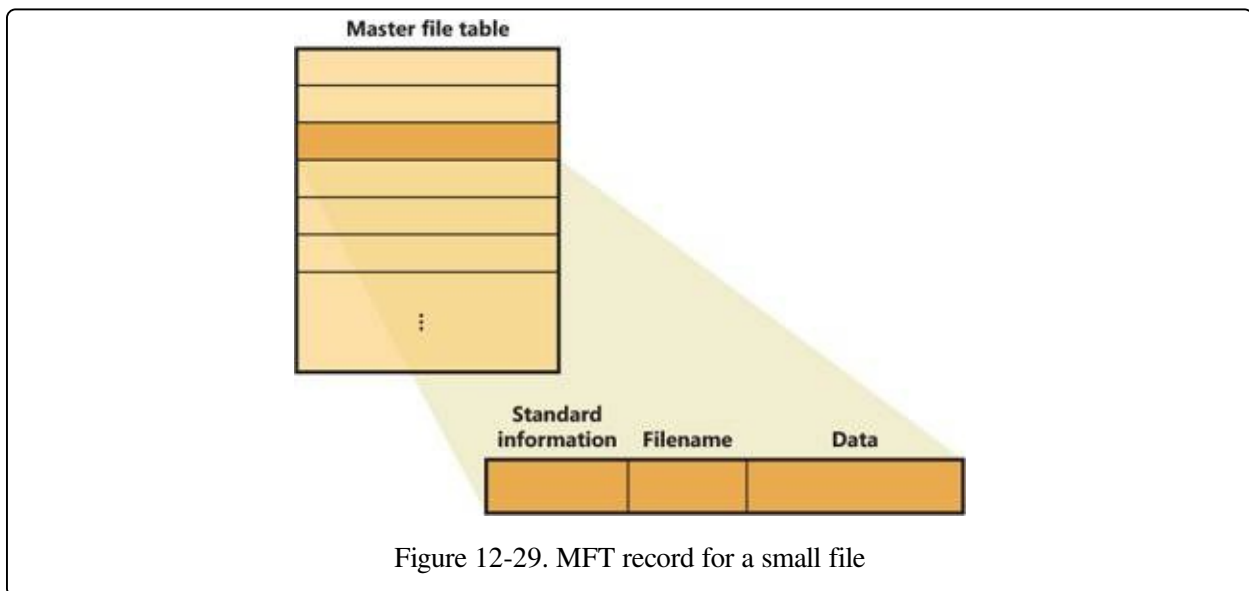 Master file table
⋮
Standard
information
Filename
Data
Figure 12-29. MFT record for a small file